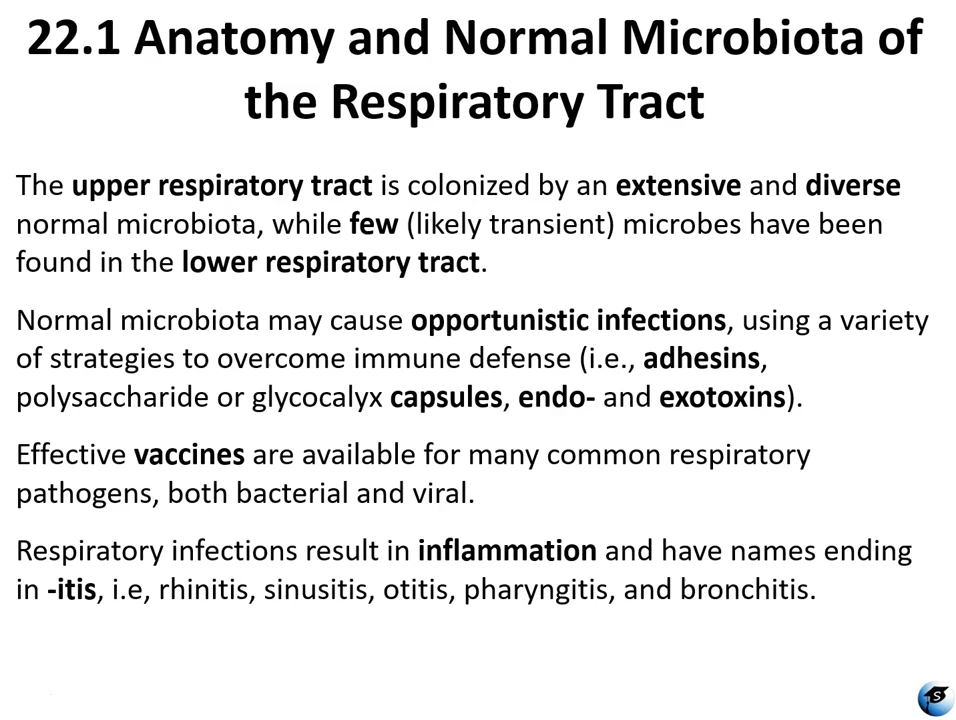 22.1 Anatomy and Normal Microbiota of
the Respiratory Tract
The upper respiratory tract is colonized by an extensive and diverse
normal microbiota, while few (likely transient) microbes have been
found in the lower respiratory tract.
Normal microbiota may cause opportunistic infections, using a variety
of strategies to overcome immune defense (i.e., adhesins,
polysaccharide or glycocalyx capsules, endo- and exotoxins).
Effective vaccines are available for many common respiratory
pathogens, both bacterial and viral.
Respiratory infections result in inflammation and have names ending
in -itis, i.e, rhinitis, sinusitis, otitis, pharyngitis, and bronchitis.
S